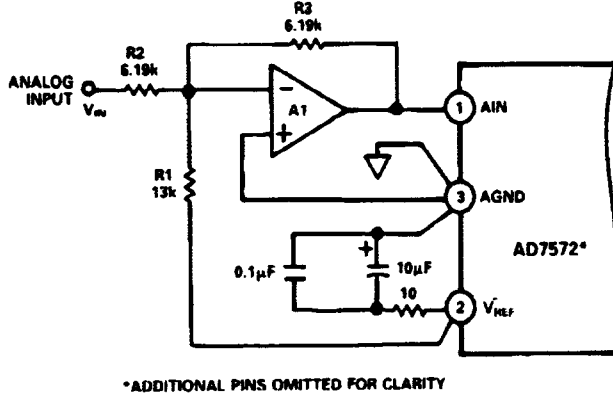 R3
6.19k
R2
6.19k
ANALOG
INPUT
VIN
A1
1
AIN
R1
13k
3
AGND
AD7572*
0.1µF
10µF
10
2
VREF
*ADDITIONAL PINS OMITTED FOR CLARITY